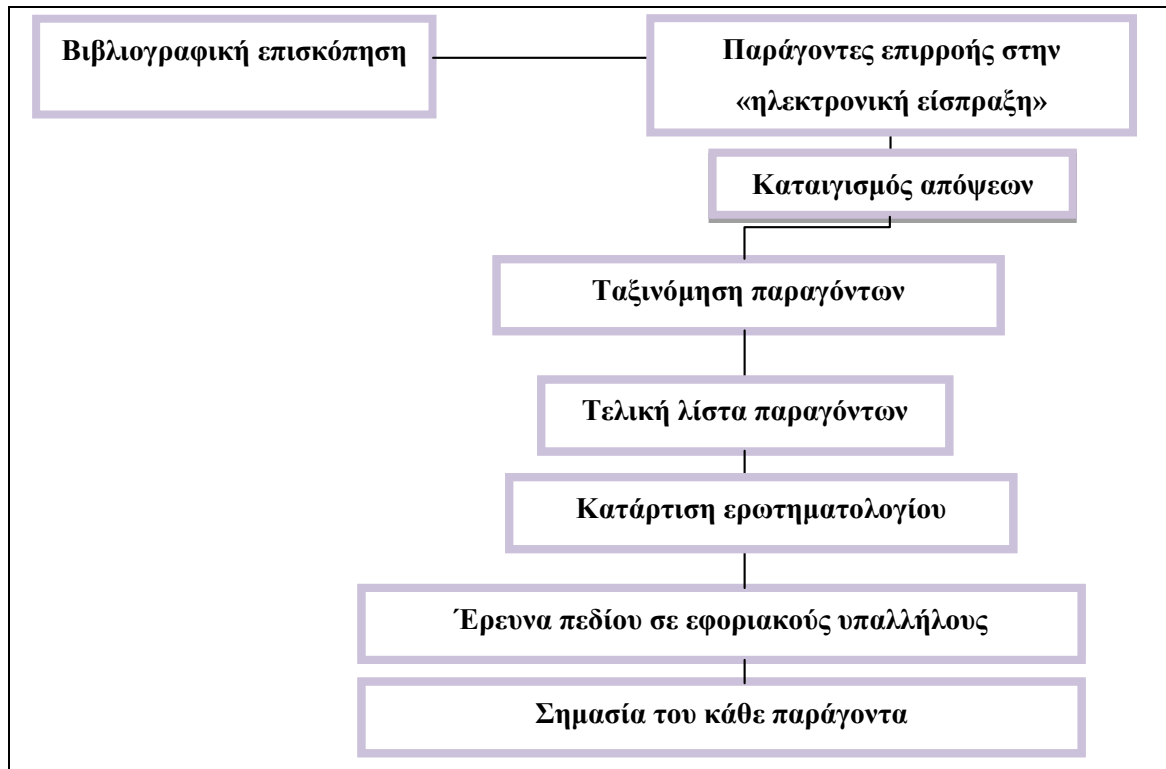 Βιβλιογραφική επισκόπηση
Παράγοντες επιρροής στην
«ηλεκτρονική είσπραξη»
Καταιγισμός απόψεων
Ταξινόμηση παραγόντων
Τελική λίστα παραγόντων
Κατάρτιση ερωτηματολογίου
Έρευνα πεδίου σε εφοριακούς υπαλλήλους
Σημασία του κάθε παράγοντα